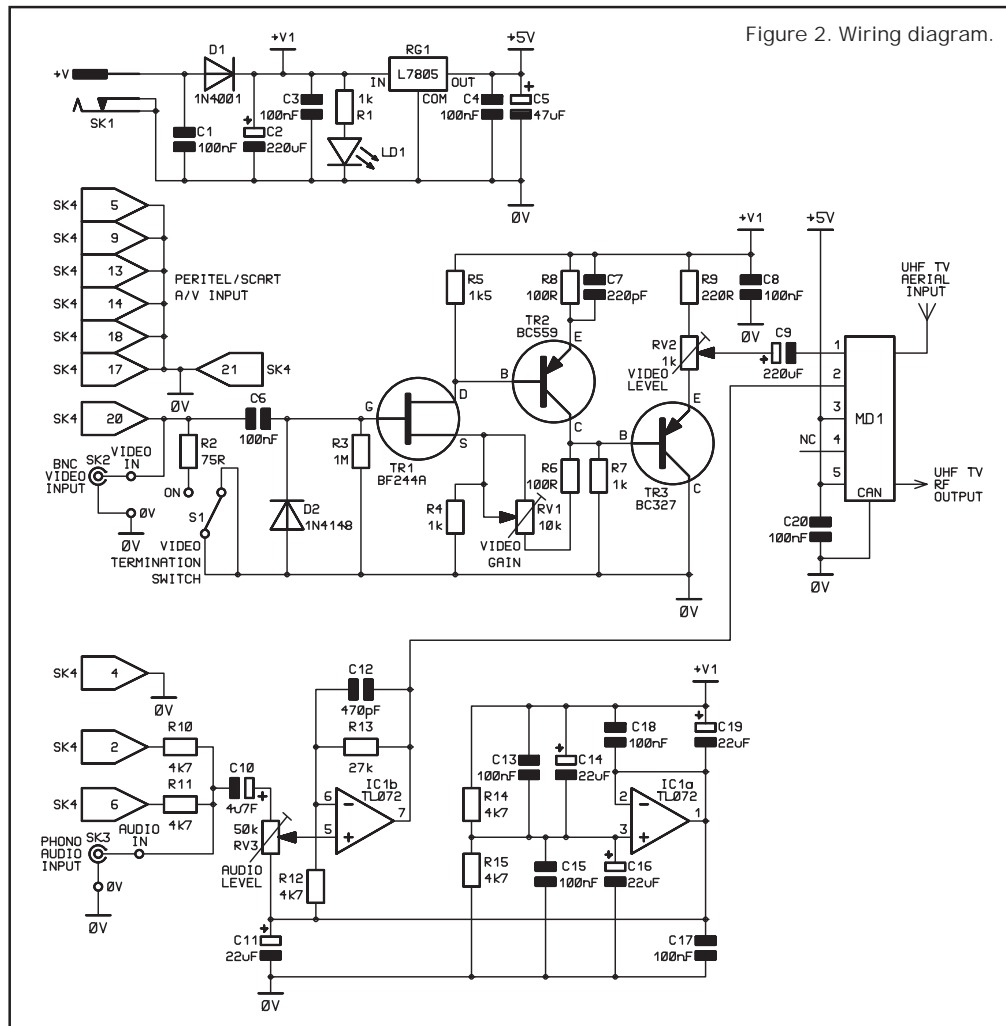 Figure 2. Wiring diagram.
+V
SK1
D1
1N4001
+V1
C1
100nF
C2
220uF
C3
100nF
1k
R1
LD1
RG1
IN
L7805
OUT
COM
C4
100nF
+5V
C5
47uF
0V
SK4
5
SK4
9
SK4
13
SK4
14
SK4
18
SK4
17
PERITEL/SCART
A/V INPUT
21
SK4
0V
SK4
20
BNC
VIDEO
INPUT
SK2
VIDEO
IN
0V
0V
R2
75R
ON
S1
VIDEO
TERMINATION
SWITCH
C6
100nF
D2
1N4148
R3
1M
G
D
S
TR1
BF244A
R4
1k
R5
1k5
RV1
10k
VIDEO
GAIN
R6
100R
R7
1k
R8
100R
C7
220pF
TR2
BC559
B
E
C
R9
220R
RV2
1k
VIDEO
LEVEL
B
E
C
TR3
BC327
+V1
C8
100nF
0V
C9
220uF
0V
+5V
UHF TV
AERIAL
INPUT
1
2
3
4
5
NC
MD1
CAN
UHF TV
RF
OUTPUT
C20
100nF
0V
SK4
4
0V
SK4
2
R10
4K7
SK4
6
R11
4K7
PHONO
AUDIO
INPUT
SK3
AUDIO
IN
0V
0V
C10
4u7F
50k
RV3
AUDIO
LEVEL
C12
470pF
R13
27k
IC1b
TL072
6
5
7
R12
4K7
C11
22uF
0V
+V1
C13
100nF
C14
22uF
C18
100nF
C19
22uF
R14
4K7
R15
4K7
IC1a
TL072
2
3
1
C15
100nF
C16
22uF
C17
100nF